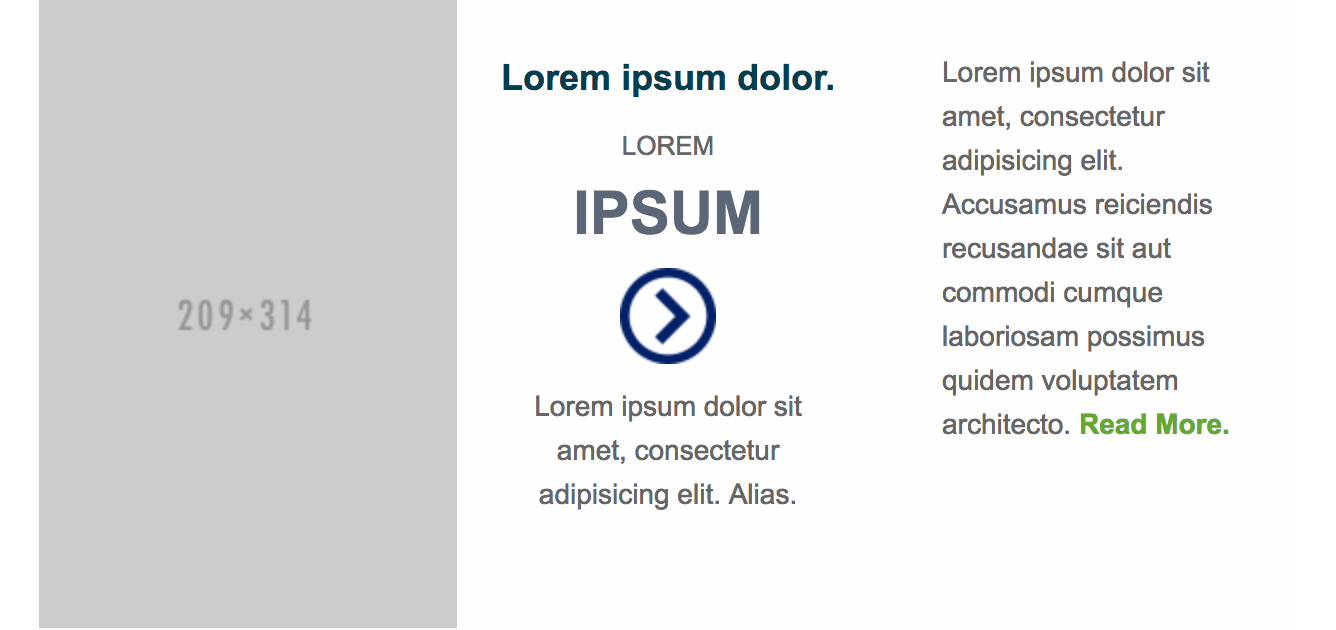 209×314
Lorem ipsum dolor.
LOREM
IPSUM
Lorem ipsum dolor sit
amet, consectetur
adipisicing elit. Alias.
Lorem ipsum dolor sit
amet, consectetur
adipisicing elit.
Accusamus reiciendis
recusandae sit aut
commodi cumque
laboriosam possimus
quidem voluptatem
architecto. Read More.